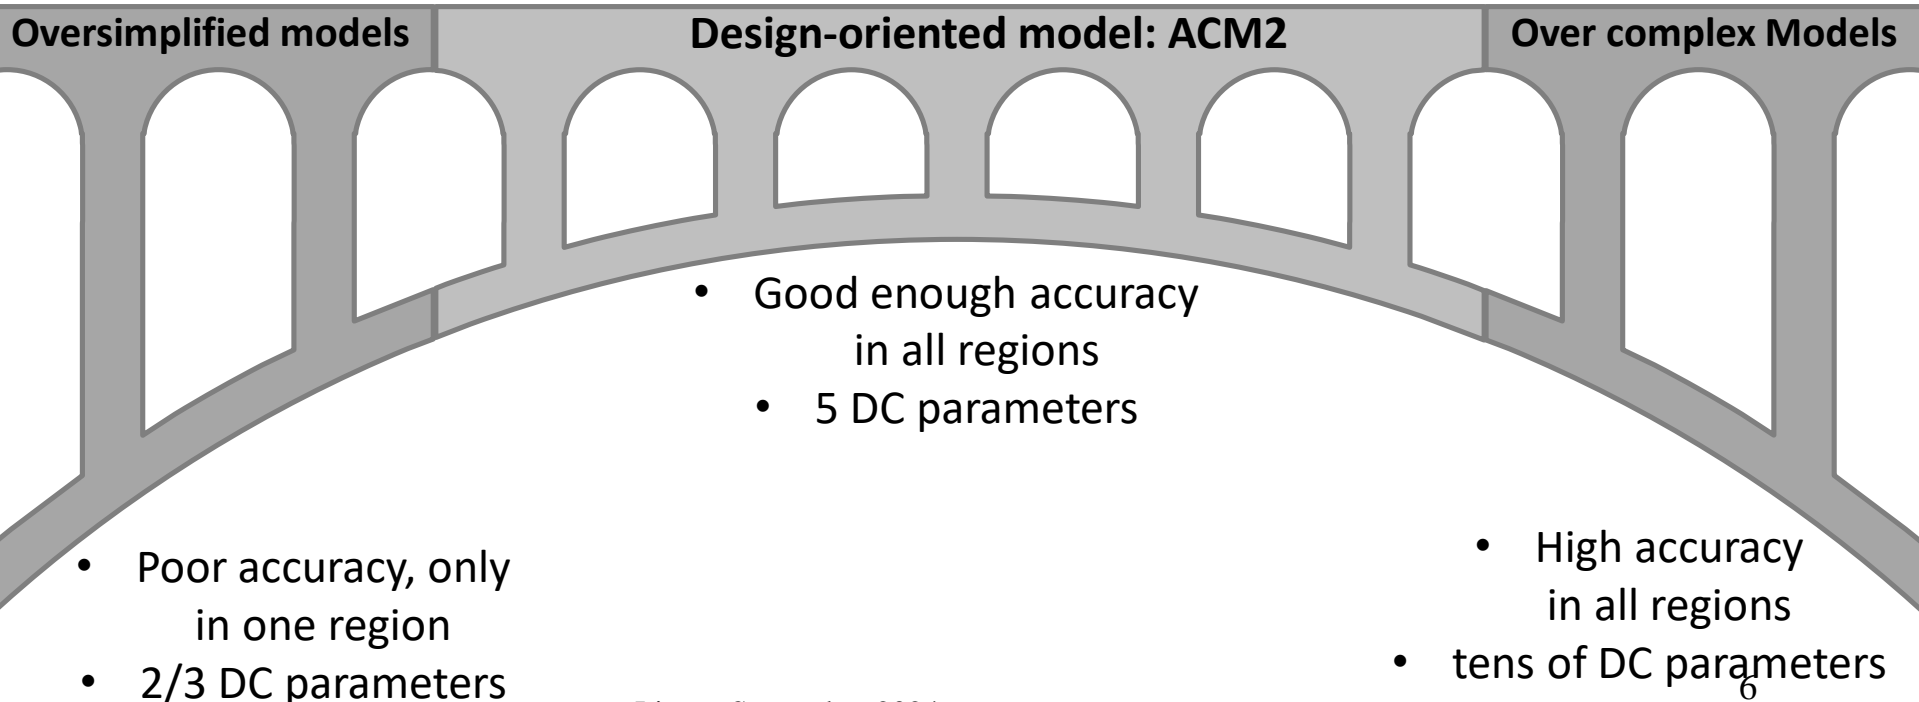 Oversimplified models
Design-oriented model: ACM2
Over complex Models
• Good enough accuracy
in all regions
• 5 DC parameters
• Poor accuracy, only
in one region
• 2/3 DC parameters
• High accuracy
in all regions
• tens of DC parameters
6